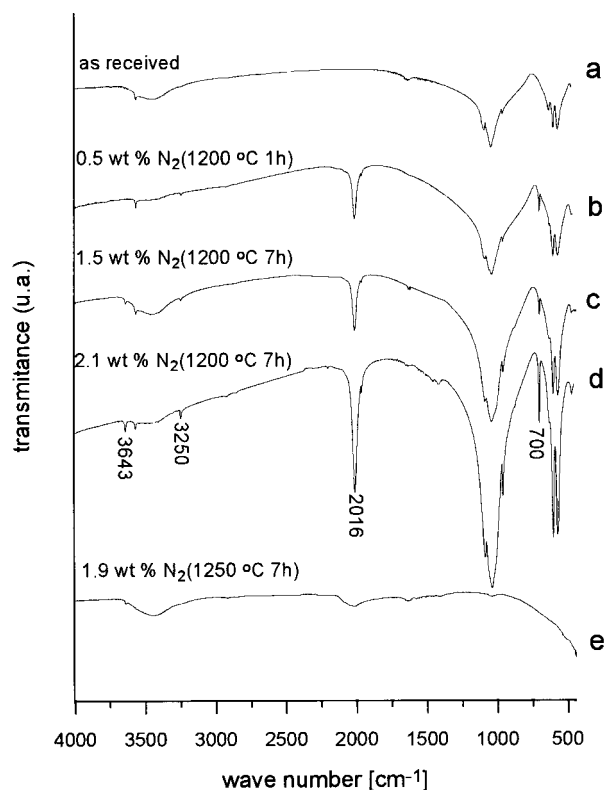 as received
a
0.5 wt % N2(1200 ºC 1h)
b
1.5 wt % N2(1200 ºC 7h)
c
2.1 wt % N2(1200 ºC 7h)
d
3643
3250
2016
700
1.9 wt % N2(1250 ºC 7h)
e
transmitance (u.a.)
4000 3500 3000 2500 2000 1500 1000 500
wave number [cm-1]